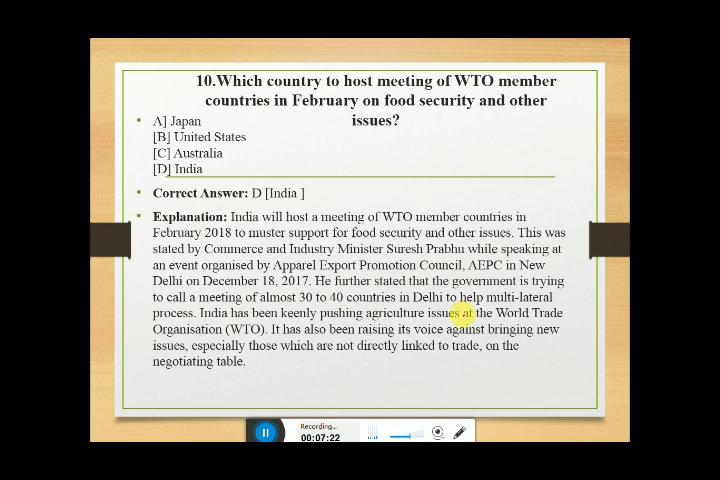 10.Which country to host meeting of WTO member
countries in February on food security and other
issues?
• A] Japan
[B] United States
[C] Australia
[D] India
• Correct Answer: D [India ]
• Explanation: India will host a meeting of WTO member countries in
February 2018 to muster support for food security and other issues. This was
stated by Commerce and Industry Minister Suresh Prabhu while speaking at
an event organised by Apparel Export Promotion Council, AEPC in New
Delhi on December 18, 2017. He further stated that the government is trying
to call a meeting of almost 30 to 40 countries in Delhi to help multi-lateral
process. India has been keenly pushing agriculture issues at the World Trade
Organisation (WTO). It has also been raising its voice against bringing new
issues, especially those which are not directly linked to trade, on the
negotiating table.
Recording...
00:07:22